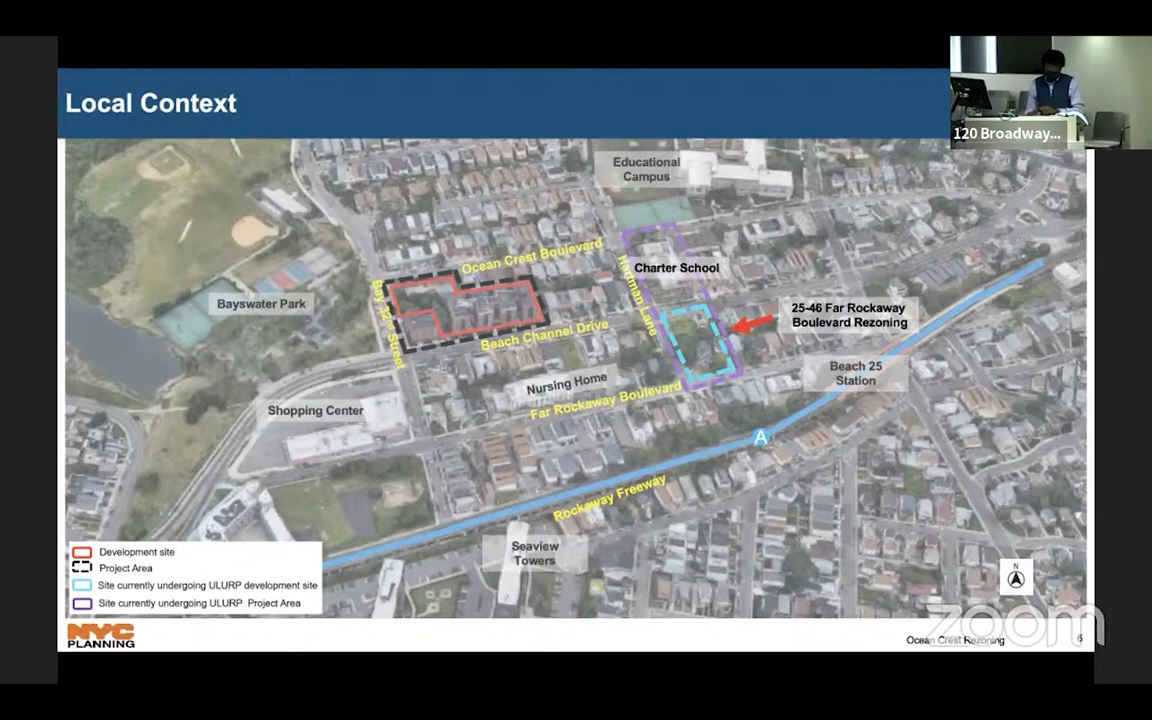 Local Context
120 Broadway...
Educational
Campus
Ocean Crest Boulevard
Charter School
Hartman Lane
Bayswater Park
Bay 32nd Street
25-46 Far Rockaway
Boulevard Rezoning
Beach Channel Drive
Beach 25
Station
Nursing Home
Far Rockaway Boulevard
Shopping Center
A
Rockaway Freeway
Seaview
Towers
Development site
Project Area
Site currently undergoing ULURP development site
Site currently undergoing ULURP Project Area
N
NYC
PLANNING
zoom
Ocean Crest Rezoning
6